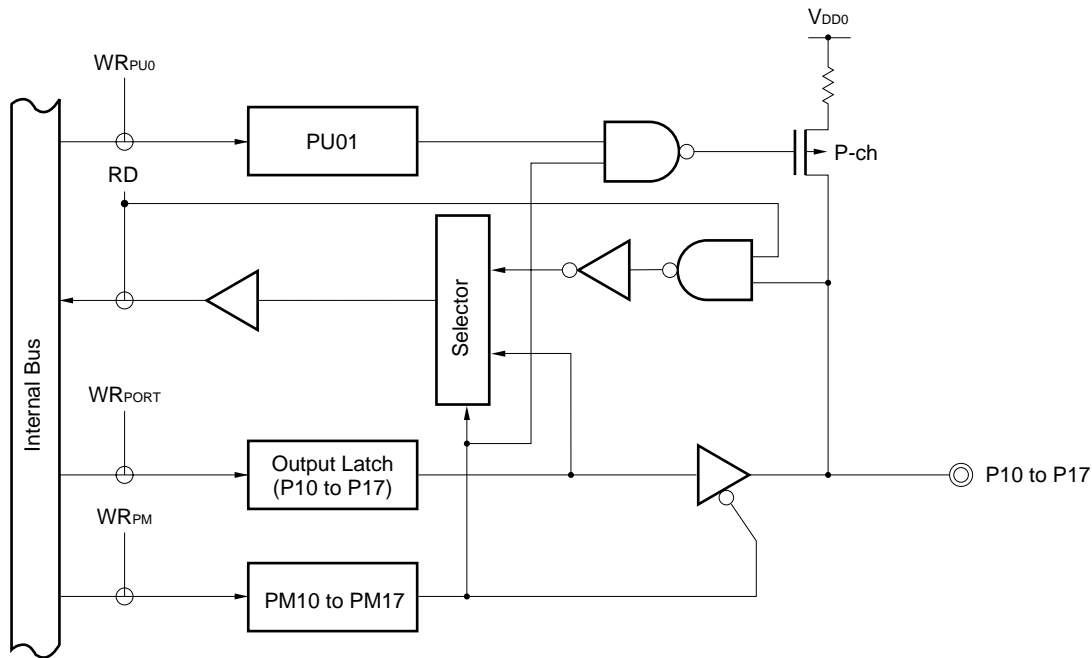 VDD0
WRPU0
PU01
P-ch
RD
Selector
Internal Bus
WRPORT
Output Latch
(P10 to P17)
P10 to P17
WRPM
PM10 to PM17